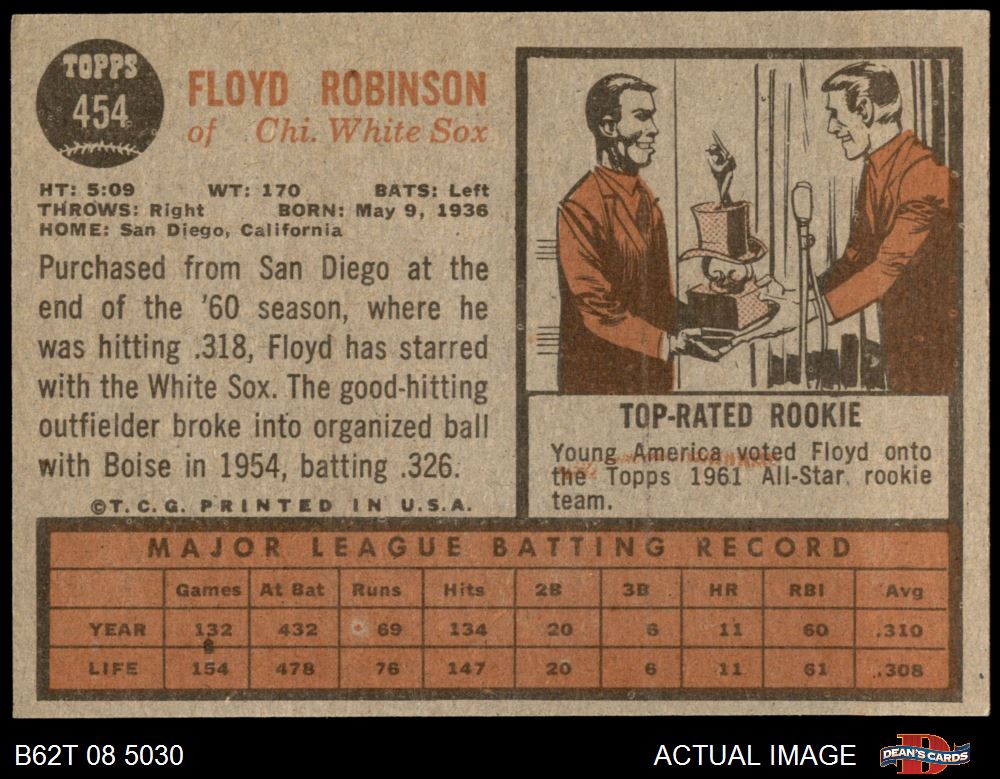 TOPPS
454
FLOYD ROBINSON
of Chi. White Sox
HT: 5:09 WT: 170 BATS: Left
THROWS: Right BORN: May 9, 1936
HOME: San Diego, California
Purchased from San Diego at the
end of the '60 season, where he
was hitting .318, Floyd has starred
with the White Sox. The good-hitting
outfielder broke into organized ball
with Boise in 1954, batting .326.
©T.C.G. PRINTED IN U.S.A.
TOP-RATED ROOKIE
Young America voted Floyd onto
the Topps 1961 All-Star rookie
team.
MAJOR LEAGUE BATTING RECORD
Games At Bat Runs Hits 2B 3B HR RBI Avg
YEAR 132 432 69 134 20 6 11 60 .310
LIFE 154 478 76 147 20 6 11 61 .308
B62T 08 5030 ACTUAL IMAGE DEAN'S CARDS